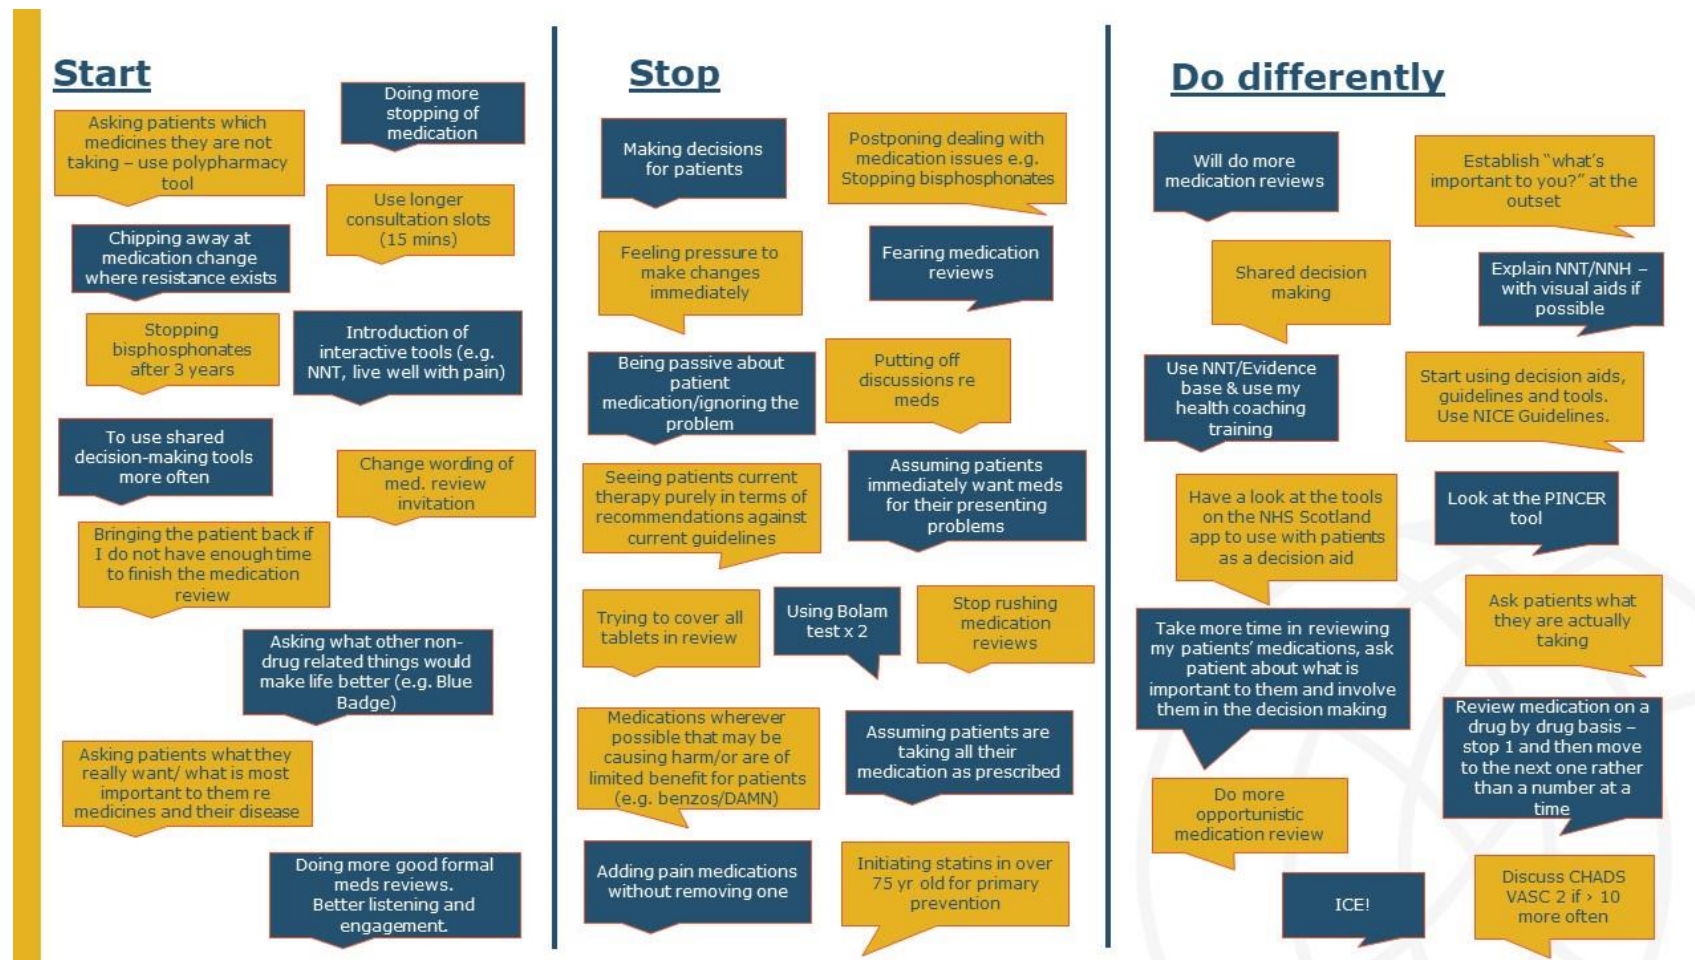 Start
Doing more
stopping of
medication
Asking patients which
medicines they are not
taking – use polypharmacy
tool
Use longer
consultation slots
(15 mins)
Chipping away at
medication change
where resistance exists
Stopping
bisphosphonates
after 3 years
Introduction of
interactive tools (e.g.
NNT, live well with pain)
To use shared
decision-making tools
more often
Change wording of
med. review
invitation
Bringing the patient back if
I do not have enough time
to finish the medication
review
Asking what other non-
drug related things would
make life better (e.g. Blue
Badge)
Asking patients what they
really want/ what is most
important to them re
medicines and their disease
Doing more good formal
meds reviews.
Better listening and
engagement.
Stop
Making decisions
for patients
Postponing dealing with
medication issues e.g.
Stopping bisphosphonates
Feeling pressure to
make changes
immediately
Fearing medication
reviews
Being passive about
patient
medication/ignoring the
problem
Putting off
discussions re
meds
Seeing patients current
therapy purely in terms of
recommendations against
current guidelines
Assuming patients
immediately want meds
for their presenting
problems
Trying to cover all
tablets in review
Using Bolam
test x 2
Stop rushing
medication
reviews
Medications wherever
possible that may be
causing harm/or are of
limited benefit for patients
(e.g. benzos/DAMN)
Assuming patients are
taking all their
medication as prescribed
Adding pain medications
without removing one
Initiating statins in over
75 yr old for primary
prevention
Do differently
Will do more
medication reviews
Establish “what’s
important to you?” at the
outset
Shared decision
making
Explain NNT/NNH –
with visual aids if
possible
Use NNT/Evidence
base & use my
health coaching
training
Start using decision aids,
guidelines and tools.
Use NICE Guidelines.
Have a look at the tools
on the NHS Scotland
app to use with patients
as a decision aid
Look at the PINCER
tool
Ask patients what
they are actually
taking
Take more time in reviewing
my patients’ medications, ask
patient about what is
important to them and involve
them in the decision making
Review medication on a
drug by drug basis –
stop 1 and then move
to the next one rather
than a number at a
time
Do more
opportunistic
medication review
ICE!
Discuss CHADS
VASC 2 if > 10
more often